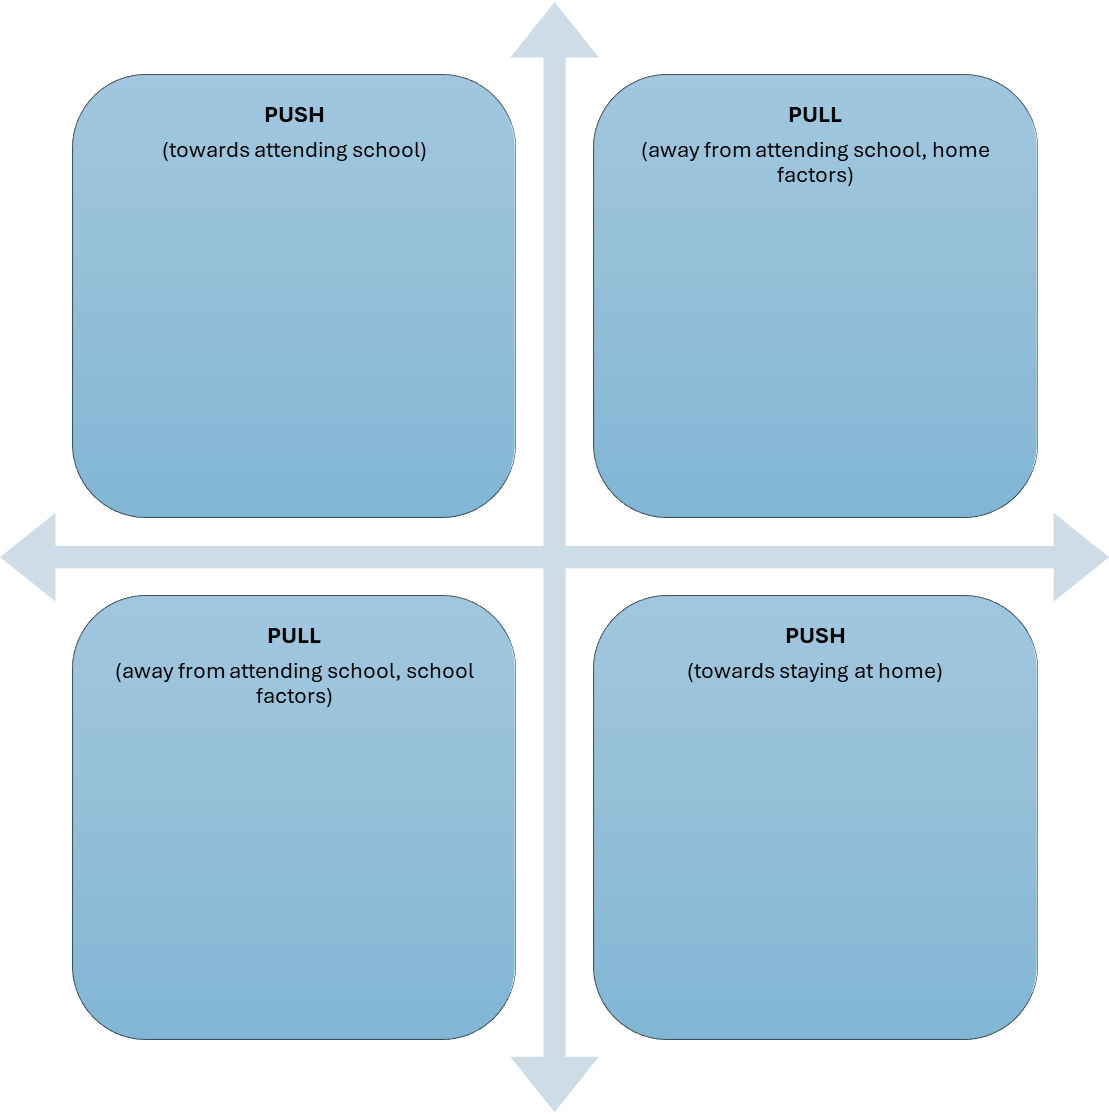 PUSH
(towards attending school)
PULL
(away from attending school, home
factors)
PULL
(away from attending school, school
factors)
PUSH
(towards staying at home)